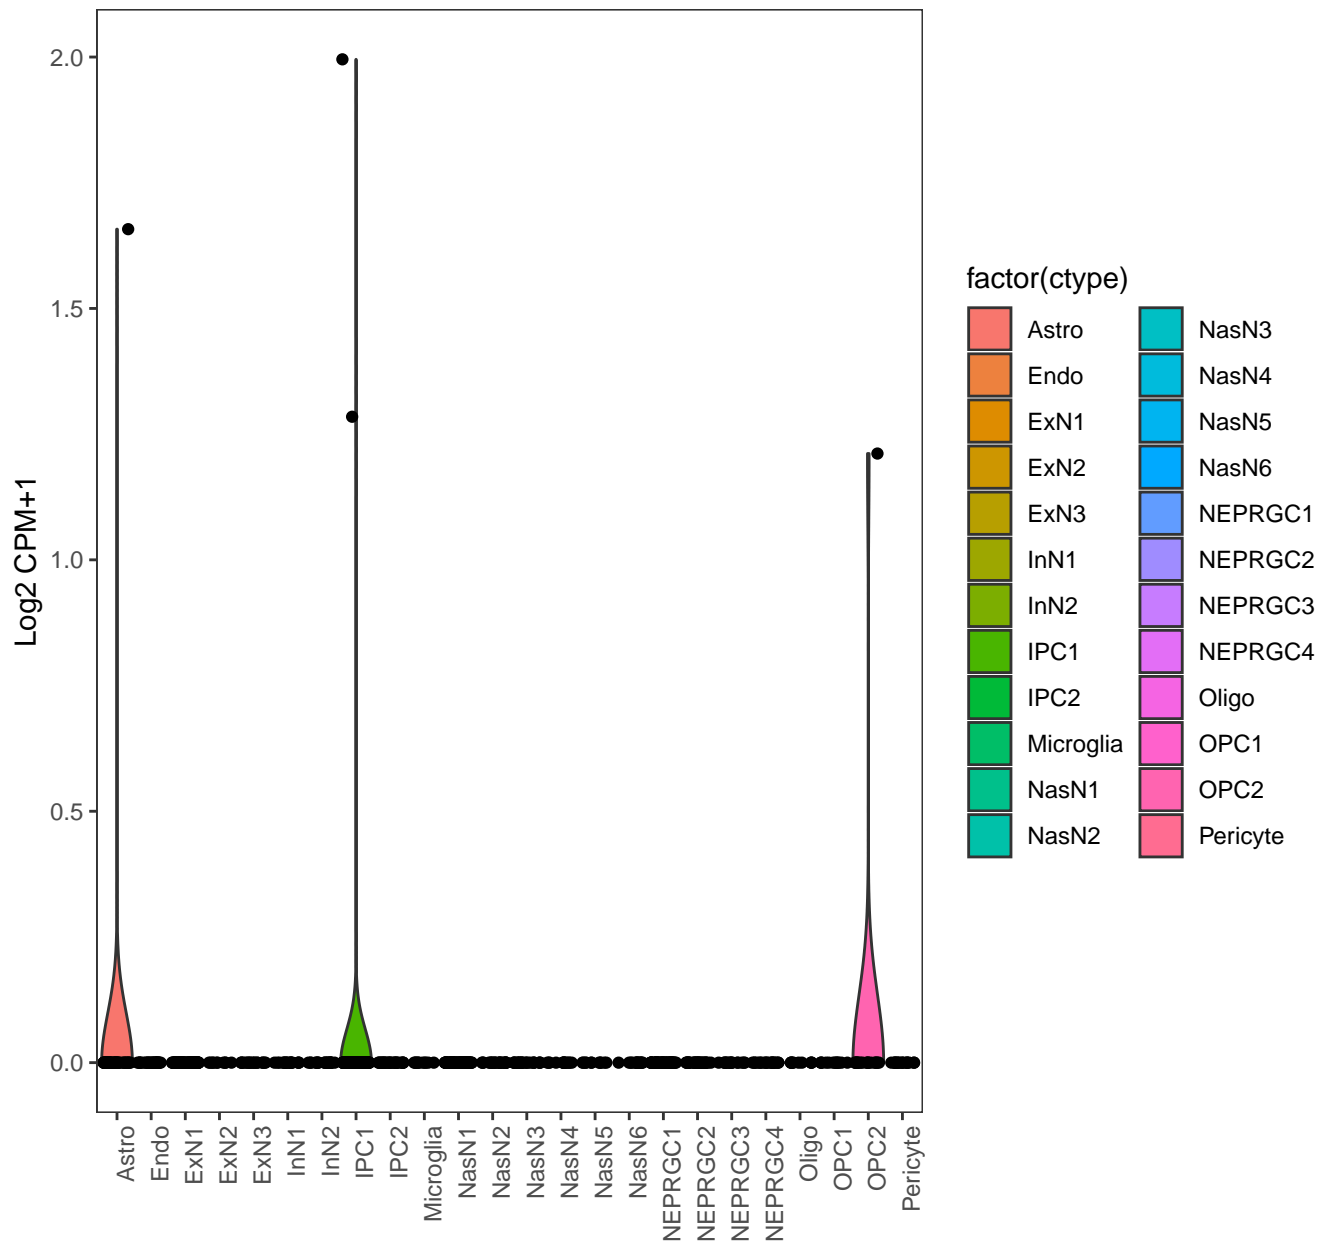 2.0
1.5
1.0
0.5
0.0
Log2 CPM+1
Astro
Endo
ExN1
ExN2
ExN3
InN1
InN2
IPC1
IPC2
Microglia
NasN1
NasN2
NasN3
NasN4
NasN5
NasN6
NEPRGC1
NEPRGC2
NEPRGC3
NEPRGC4
Oligo
OPC1
OPC2
Pericyte
factor(ctype)
Astro
Endo
ExN1
ExN2
ExN3
InN1
InN2
IPC1
IPC2
Microglia
NasN1
NasN2
NasN3
NasN4
NasN5
NasN6
NEPRGC1
NEPRGC2
NEPRGC3
NEPRGC4
Oligo
OPC1
OPC2
Pericyte